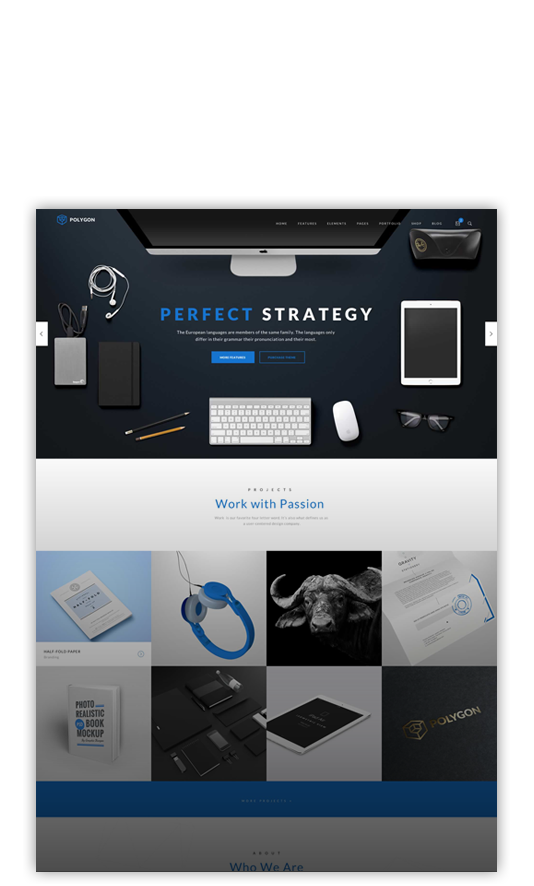 POLYGON
HOME FEATURES ELEMENTS PAGES PORTFOLIO SHOP BLOG
PERFECT STRATEGY
The European languages are members of the same family. The languages only
differ in their grammar their pronunciation and their most.
MORE FEATURES
PURCHASE THEME
PROJECTS
Work with Passion
GRAVITY
HALF FOLD PAPER
Branding
PHOTO
REALISTIC
BOOK
MOCKUP
POLYGON
MORE PROJECTS
ABOUT
Who We Are